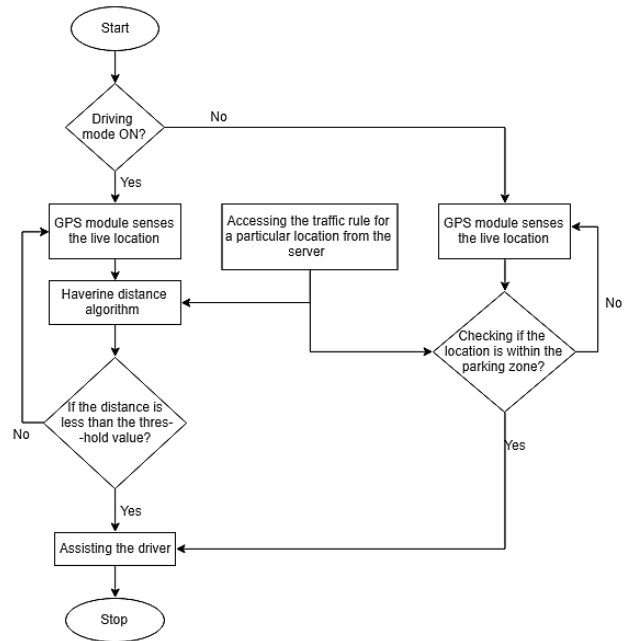 Start
Driving
mode ON?
No
Yes
GPS module senses
the live location
Accessing the traffic rule for
a particular location from the
server
GPS module senses
the live location
Haverine distance
algorithm
No
Checking if the
location is within the
parking zone?
If the distance is
less than the thres-
-hold value?
No
Yes
Yes
Assisting the driver
Stop